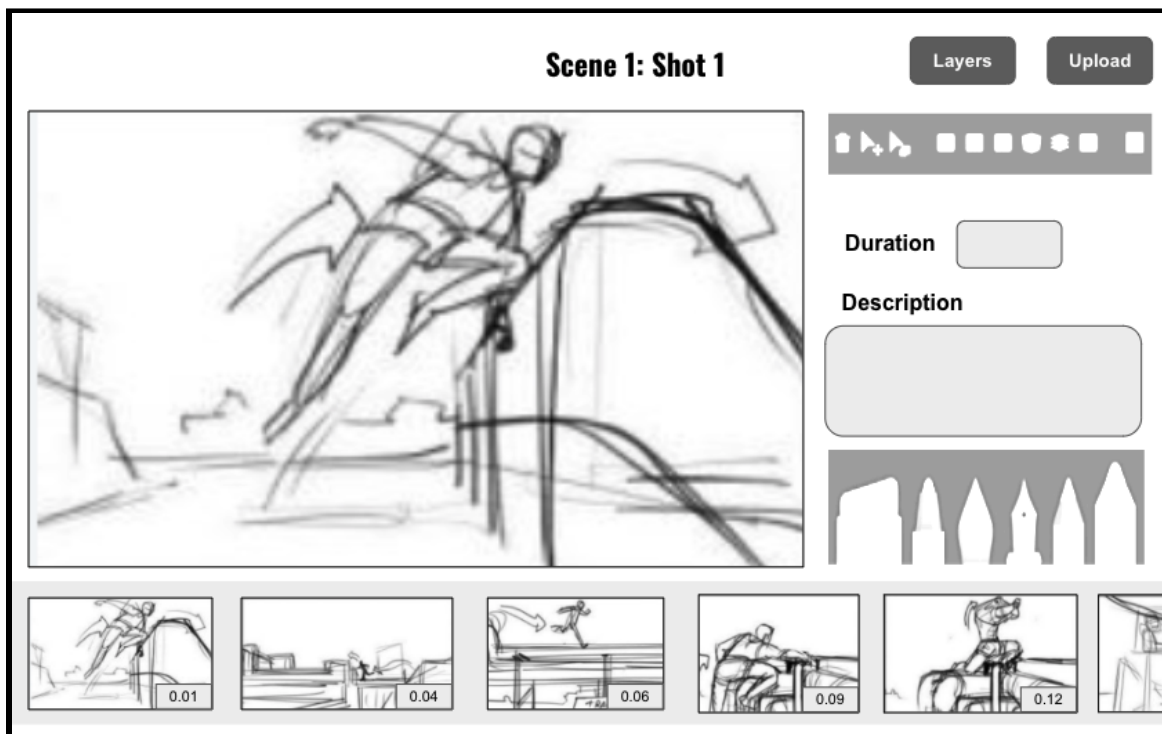 Scene 1: Shot 1
Layers
Upload
Duration
Description
0.01
0.04
0.06
0.09
0.12